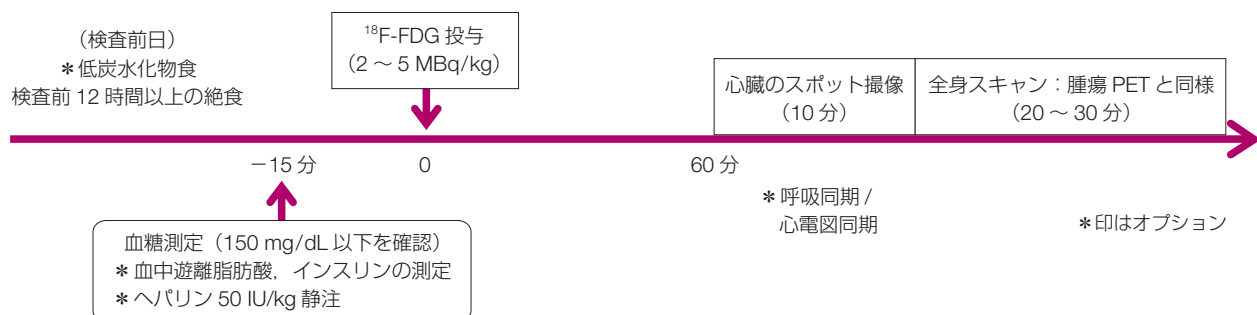 （検査前日）
＊低炭水化物食
検査前 12 時間以上の絶食
¹⁸F-FDG 投与
（2 ～ 5 MBq/kg）
心臓のスポット撮像
（10 分）
全身スキャン：腫瘍 PET と同様
（20 ～ 30 分）
－15 分
0
60 分
＊呼吸同期 /
心電図同期
＊印はオプション
血糖測定（150 mg/dL 以下を確認）
＊血中遊離脂肪酸，インスリンの測定
＊ヘパリン 50 IU/kg 静注